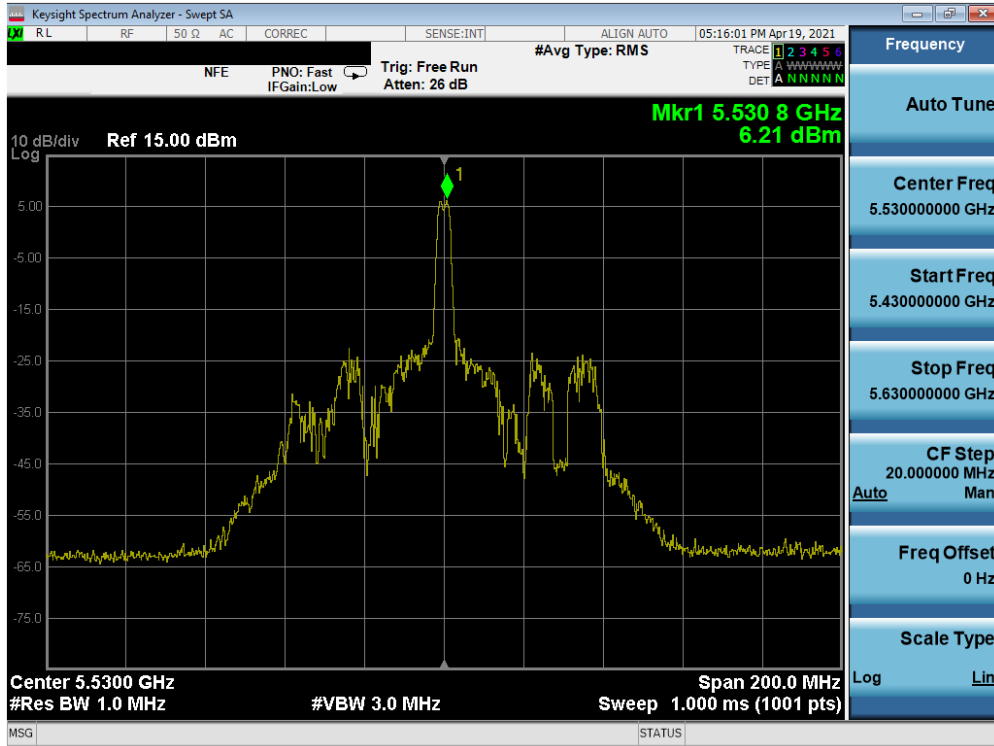 Keysight Spectrum Analyzer - Swept SA
LXI RL RF 50 Ω AC CORREC SENSE:INT ALIGN AUTO 05:16:01 PM Apr 19, 2021
NFE PNO: Fast Trig: Free Run #Avg Type: RMS TRACE 1 2 3 4 5 6
IFGain:Low Atten: 26 dB TYPE A WWWWW
DET A N N N N N
Mkr1 5.530 8 GHz
6.21 dBm
10 dB/div Ref 15.00 dBm
Log
1
5.00
-5.00
-15.0
-25.0
-35.0
-45.0
-55.0
-65.0
-75.0
Center 5.5300 GHz Span 200.0 MHz
#Res BW 1.0 MHz #VBW 3.0 MHz Sweep 1.000 ms (1001 pts)
MSG STATUS
Frequency
Auto Tune
Center Freq
5.530000000 GHz
Start Freq
5.430000000 GHz
Stop Freq
5.630000000 GHz
CF Step
20.000000 MHz
Auto Man
Freq Offset
0 Hz
Scale Type
Log Lin